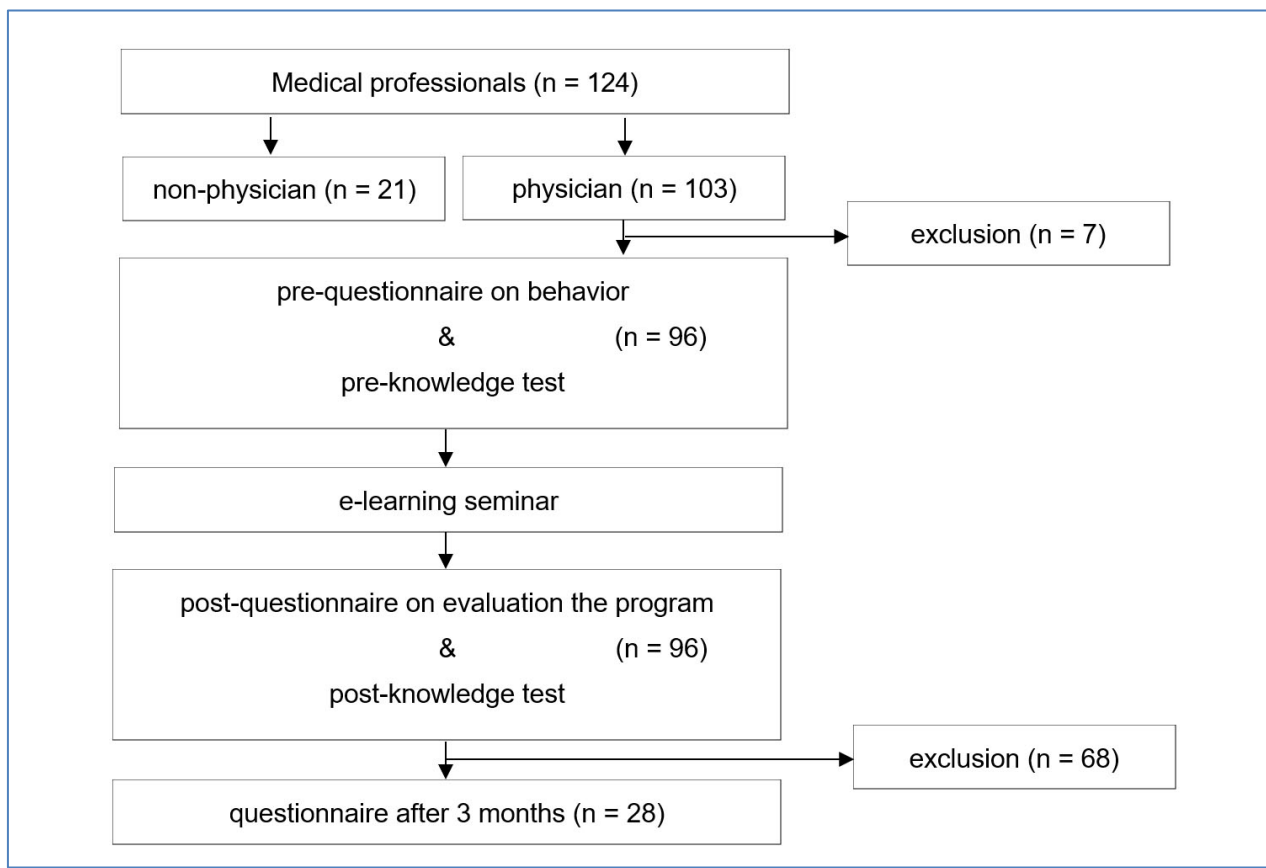 Medical professionals (n = 124)
non-physician (n = 21)
physician (n = 103)
exclusion (n = 7)
pre-questionnaire on behavior
& (n = 96)
pre-knowledge test
e-learning seminar
post-questionnaire on evaluation the program
& (n = 96)
post-knowledge test
exclusion (n = 68)
questionnaire after 3 months (n = 28)